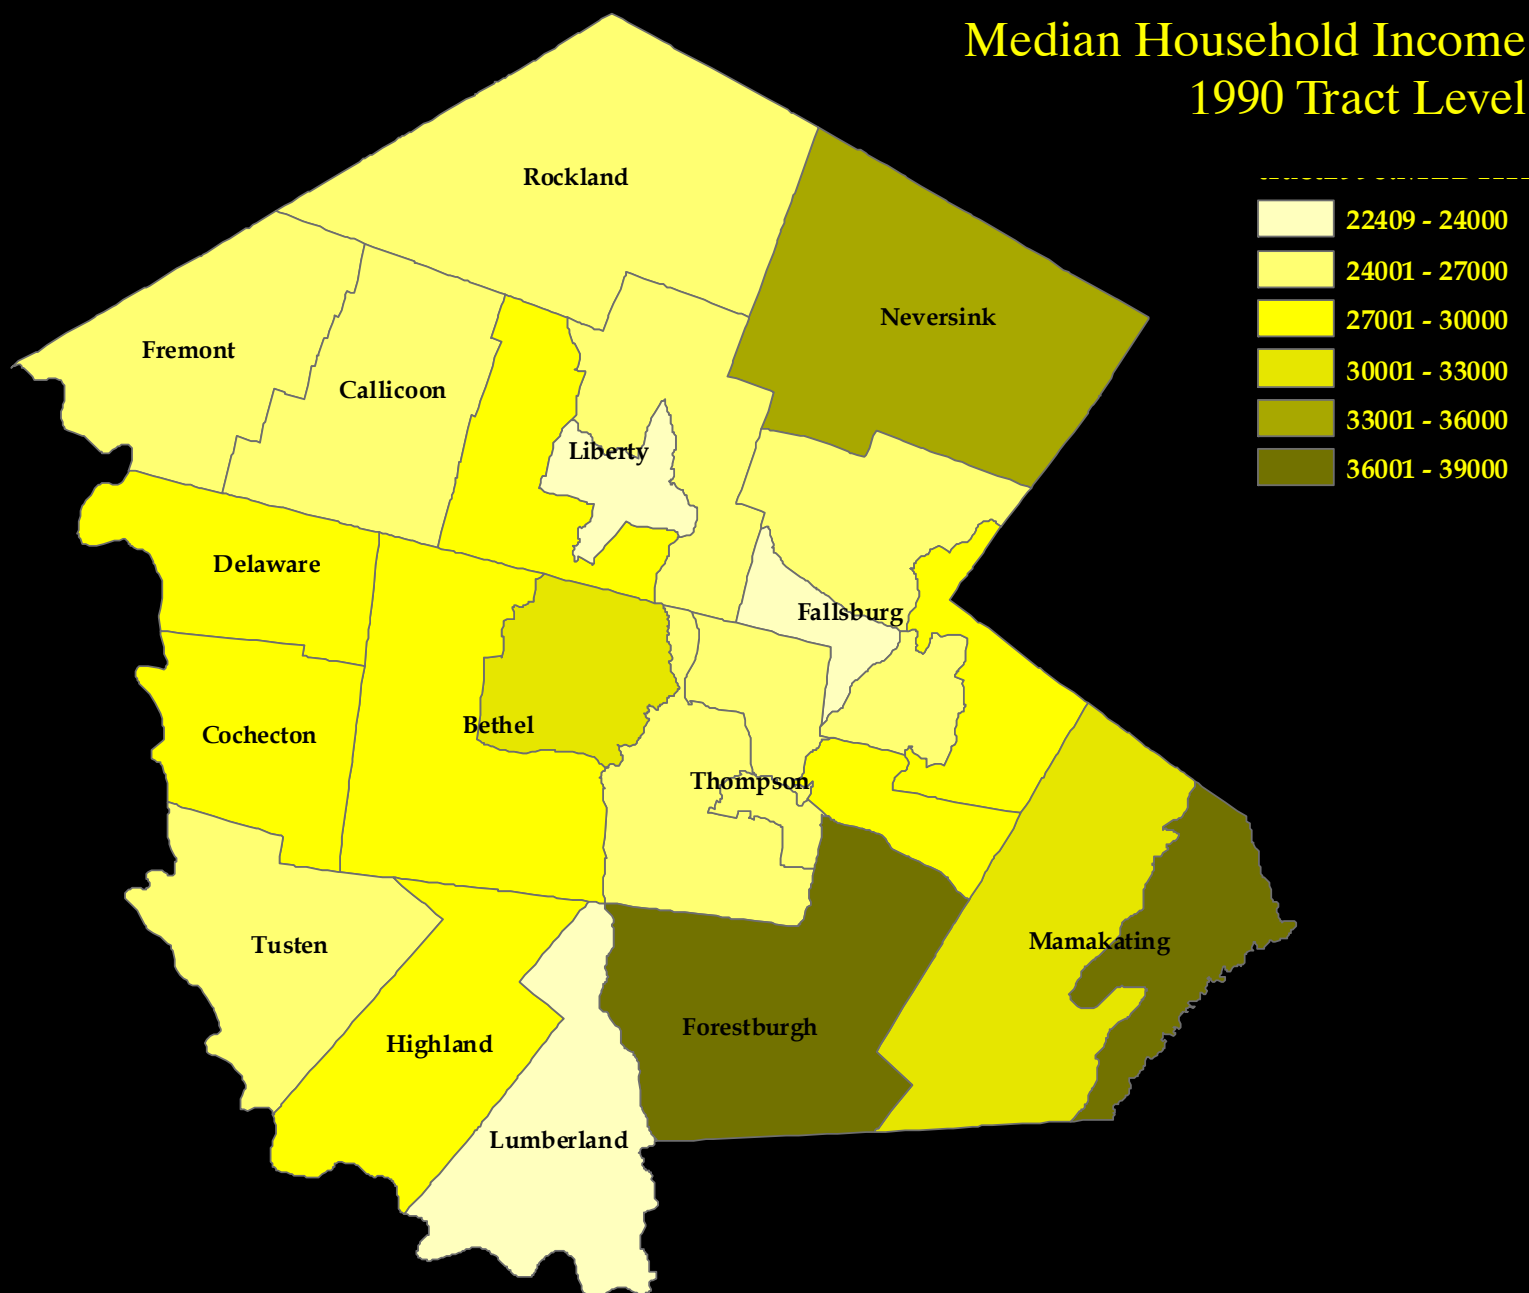 Median Household Income
1990 Tract Level
22409 - 24000
24001 - 27000
27001 - 30000
30001 - 33000
33001 - 36000
36001 - 39000
Rockland
Neversink
Fremont
Callicoon
Liberty
Delaware
Fallsburg
Bethel
Cochecton
Thompson
Tusten
Mamakating
Highland
Forestburgh
Lumberland